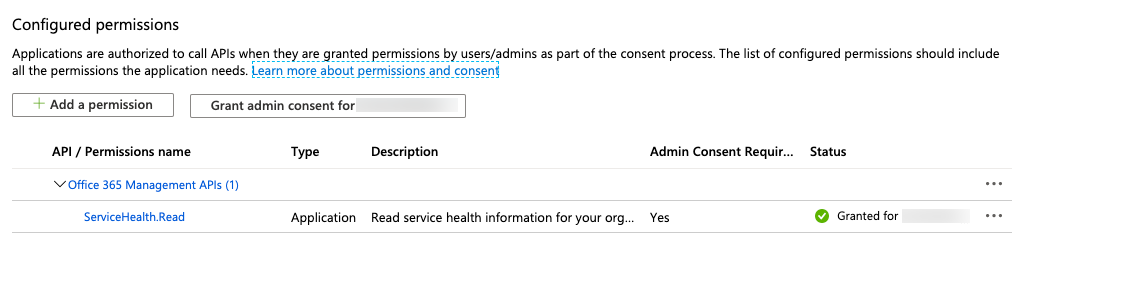 Configured permissions
Applications are authorized to call APIs when they are granted permissions by users/admins as part of the consent process. The list of configured permissions should include
all the permissions the application needs. Learn more about permissions and consent
+ Add a permission Grant admin consent for
API / Permissions name Type Description Admin Consent Requir... Status
Office 365 Management APIs (1) ...
ServiceHealth.Read Application Read service health information for your org... Yes Granted for ...